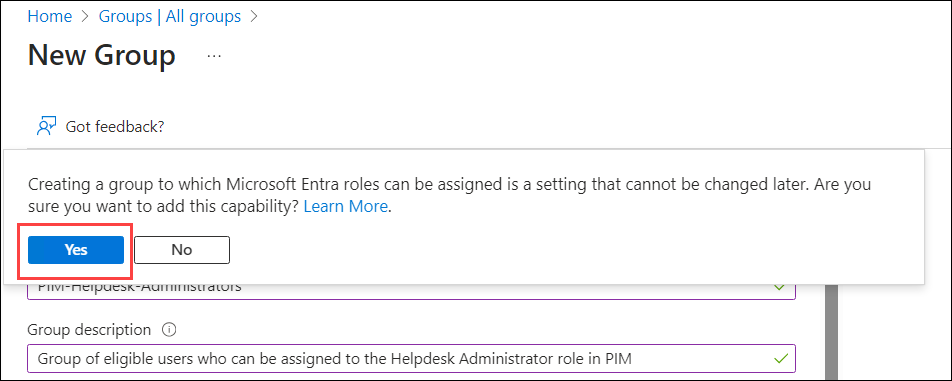 Home > Groups | All groups >
New Group ...
Got feedback?
Creating a group to which Microsoft Entra roles can be assigned is a setting that cannot be changed later. Are you
sure you want to add this capability? Learn More.
Yes No
PIM-Helpdesk-Administrators
Group description
Group of eligible users who can be assigned to the Helpdesk Administrator role in PIM